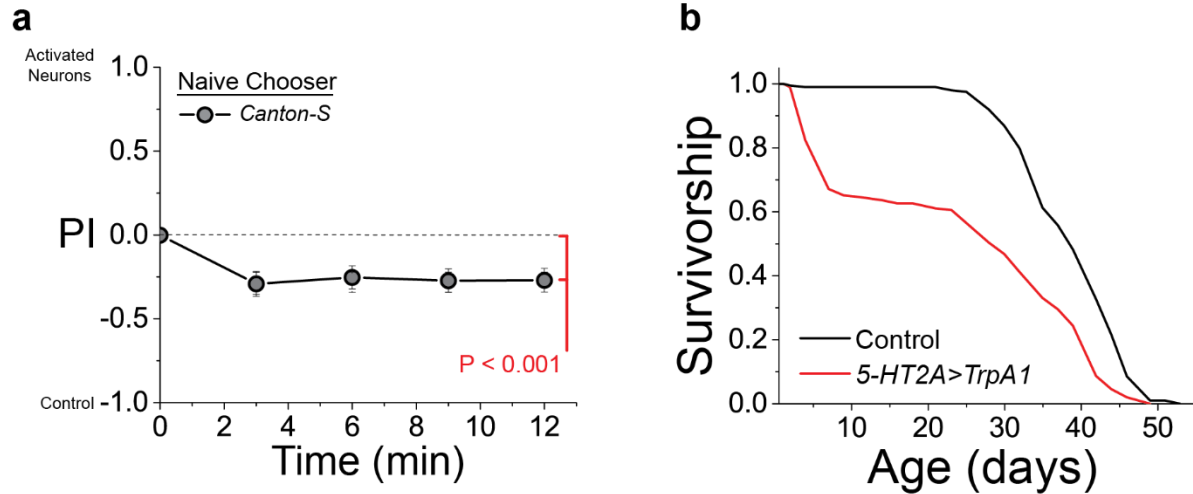 a
Activated
Neurons
1.0
0.5
PI 0.0
-0.5
Control -1.0
Naive Chooser
Canton-S
P < 0.001
0 2 4 6 8 10 12
Time (min)
b
Survivorship
1.0
0.8
0.6
0.4
0.2
0.0
Control
5-HT2A>TrpA1
10 20 30 40 50
Age (days)